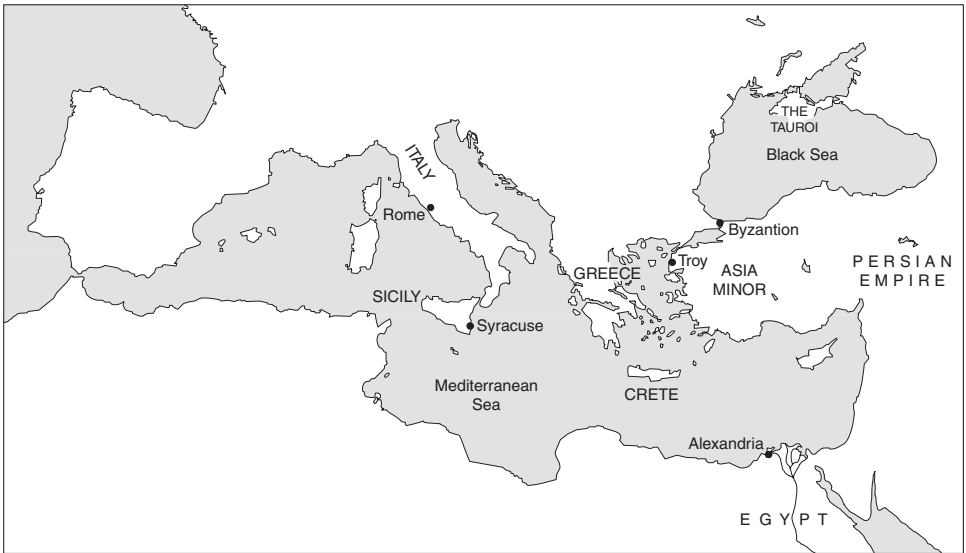 THE
TAUROI
Black Sea
ITALY
Rome
Byzantion
Troy
GREECE
ASIA
MINOR
PERSIAN
EMPIRE
SICILY
Syracuse
Mediterranean
Sea
CRETE
Alexandria
EGYPT